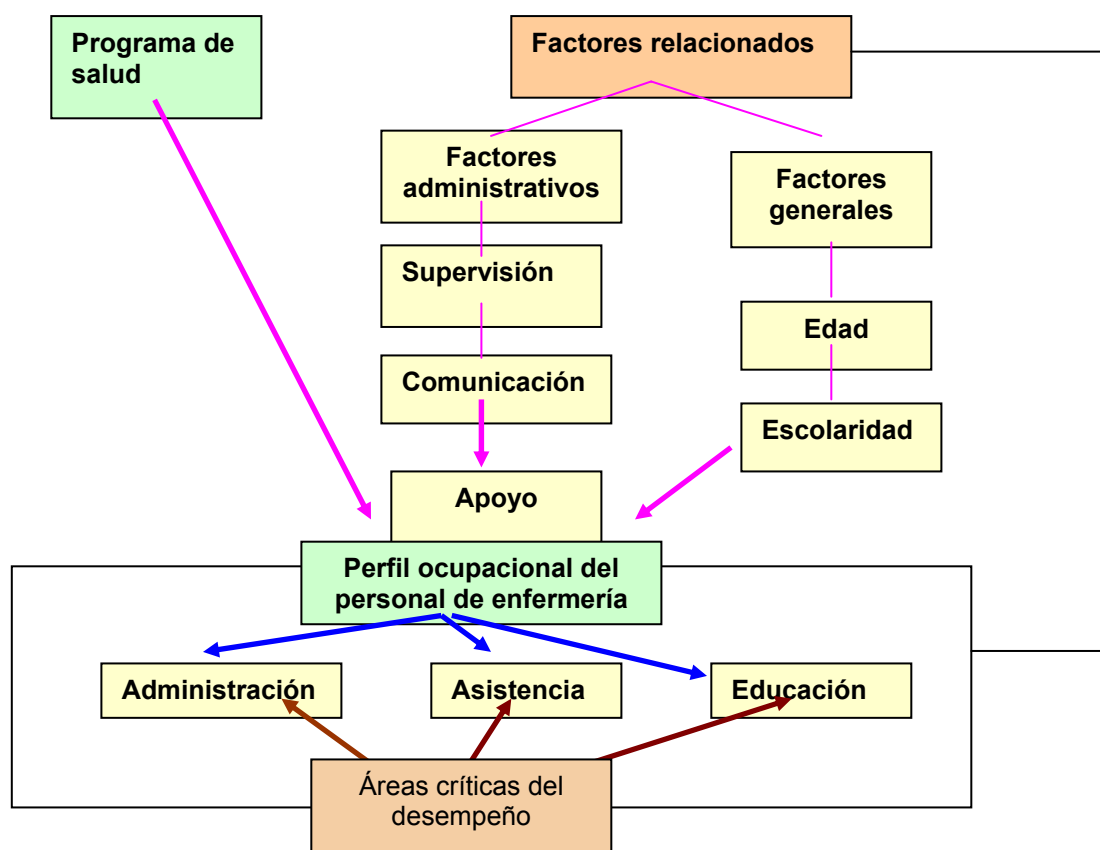 Programa de
salud
Factores relacionados
Factores
administrativos
Factores
generales
Supervisión
Edad
Comunicación
Escolaridad
Apoyo
Perfil ocupacional del
personal de enfermería
Administración
Asistencia
Educación
Áreas críticas del
desempeño